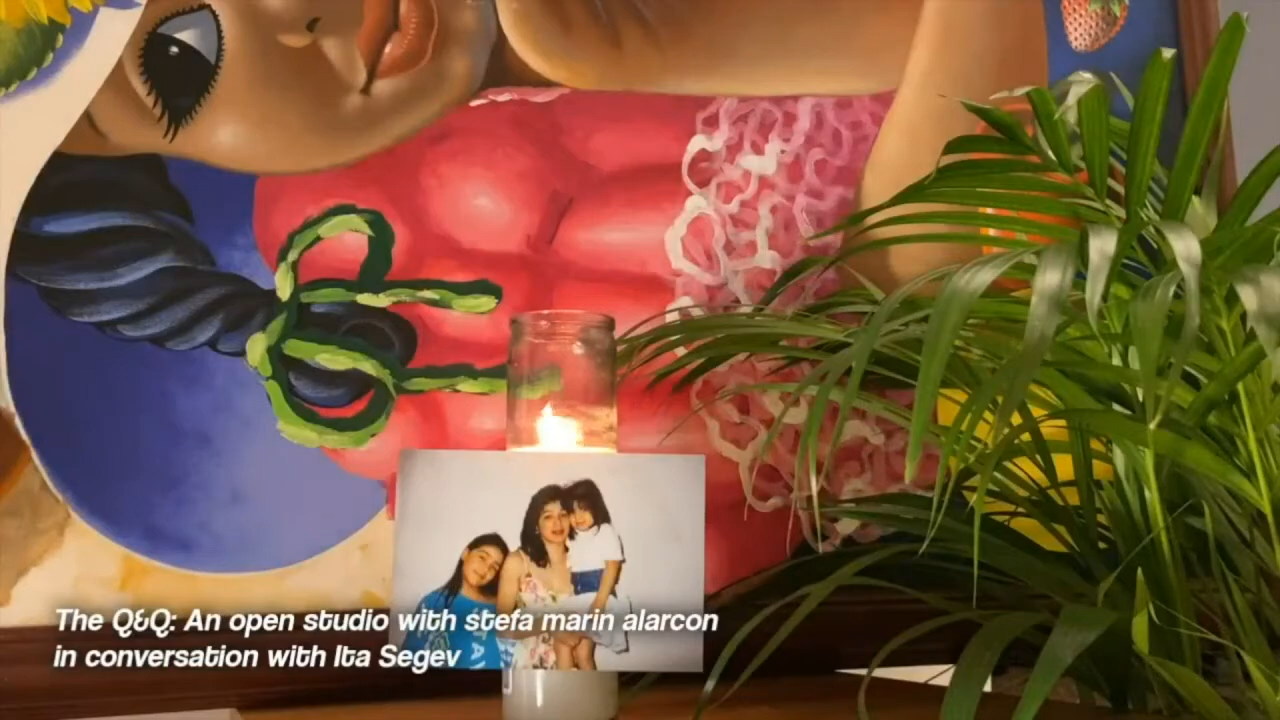 The Q&Q: An open studio with stefa marin alarcon
in conversation with Ita Segev